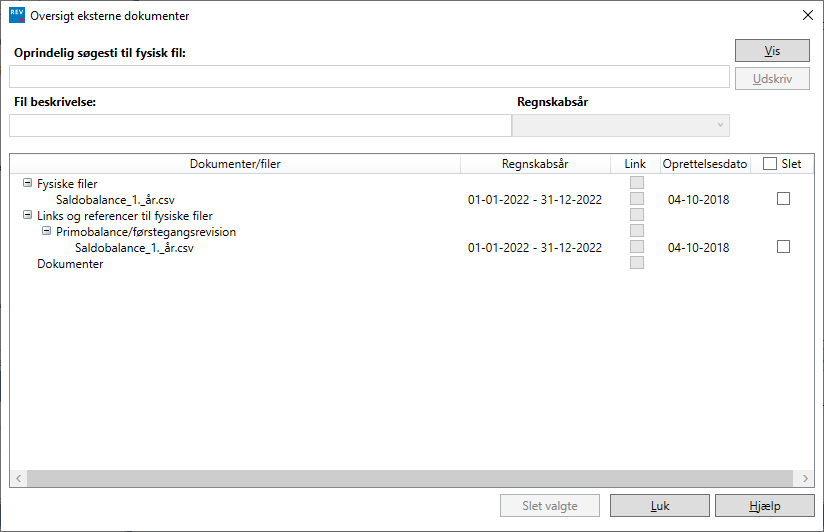 REV
Oversigt eksterne dokumenter
Oprindelig søgesti til fysisk fil:
Vis
Udskriv
Fil beskrivelse:
Regnskabsår
Dokumenter/filer Regnskabsår Link Oprettelsesdato Slet
Fysiske filer
Saldobalance_1._år.csv 01-01-2022 - 31-12-2022 04-10-2018
Links og referencer til fysiske filer
Primobalance/førstegangsrevision
Saldobalance_1._år.csv 01-01-2022 - 31-12-2022 04-10-2018
Dokumenter
Slet valgte Luk Hjælp